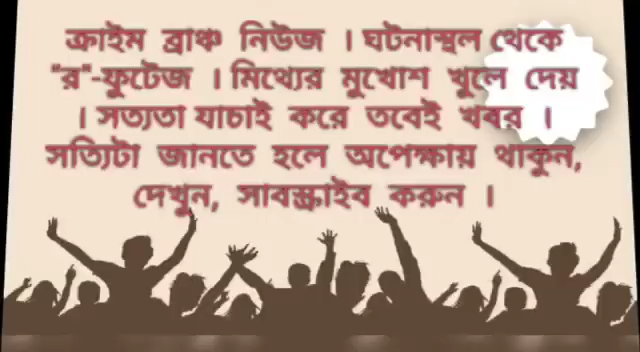 ক্রাইম ব্রাঞ্চ নিউজ । ঘটনাস্থল থেকে
"র"-ফুটেজ । মিথ্যের মুখোশ খুলে দেয়
। সত্যতা যাচাই করে তবেই খবর ।
সত্যিটা জানতে হলে অপেক্ষায় থাকুন,
দেখুন, সাবস্ক্রাইব করুন ।